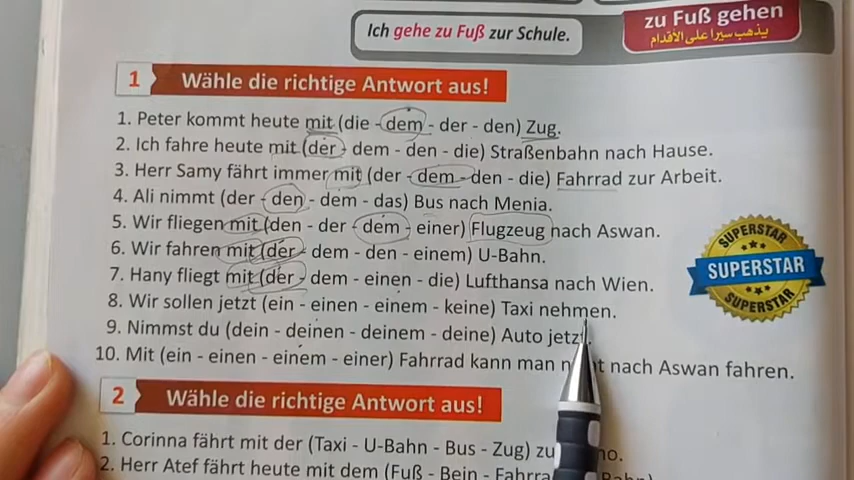 Ich gehe zu Fuß zur Schule.
zu Fuß gehen
يذهب سيرا على الأقدام
1 Wähle die richtige Antwort aus!
1. Peter kommt heute mit (die - dem - der - den) Zug.
2. Ich fahre heute mit (der - dem - den - die) Straßenbahn nach Hause.
3. Herr Samy fährt immer mit (der - dem - den - die) Fahrrad zur Arbeit.
4. Ali nimmt (der - den - dem - das) Bus nach Menia.
5. Wir fliegen mit (den - der - dem - einer) Flugzeug nach Aswan.
6. Wir fahren mit (der - dem - den - einem) U-Bahn.
7. Hany fliegt mit (der - dem - einen - die) Lufthansa nach Wien.
8. Wir sollen jetzt (ein - einen - einem - keine) Taxi nehmen.
9. Nimmst du (dein - deinen - deinem - deine) Auto jetzt.
10. Mit (ein - einen - einem - einer) Fahrrad kann man nach Aswan fahren.
SUPERSTAR
SUPERSTAR
SUPERSTAR
2 Wähle die richtige Antwort aus!
1. Corinna fährt mit der (Taxi - U-Bahn - Bus - Zug)
2. Herr Atef fährt heute mit dem (Fuß - Bein -